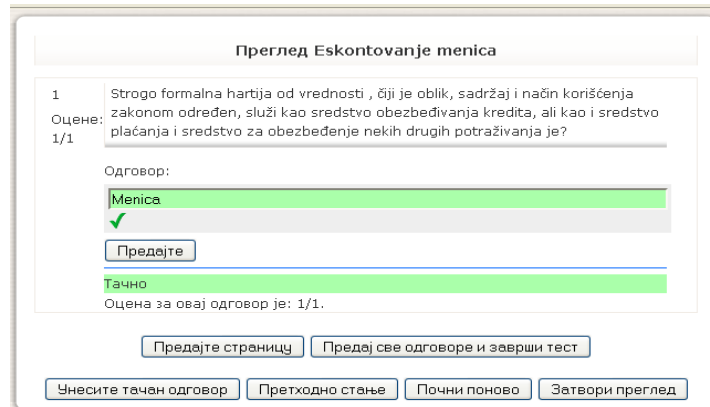 Преглед Eskontovanje menica
1
Оцене:
1/1
Strogo formalna hartija od vrednosti , čiji je oblik, sadržaj i način korišćenja
zakonom određen, služi kao sredstvo obezbeđivanja kredita, ali kao i sredstvo
plaćanja i sredstvo za obezbeđenje nekih drugih potraživanja je?
Одговор:
Menica
Предајте
Тачно
Оцена за овај одговор је: 1/1.
Предајте страницу Предај све одговоре и заврши тест
Унесите тачан одговор Претходно стање Почни поново Затвори преглед